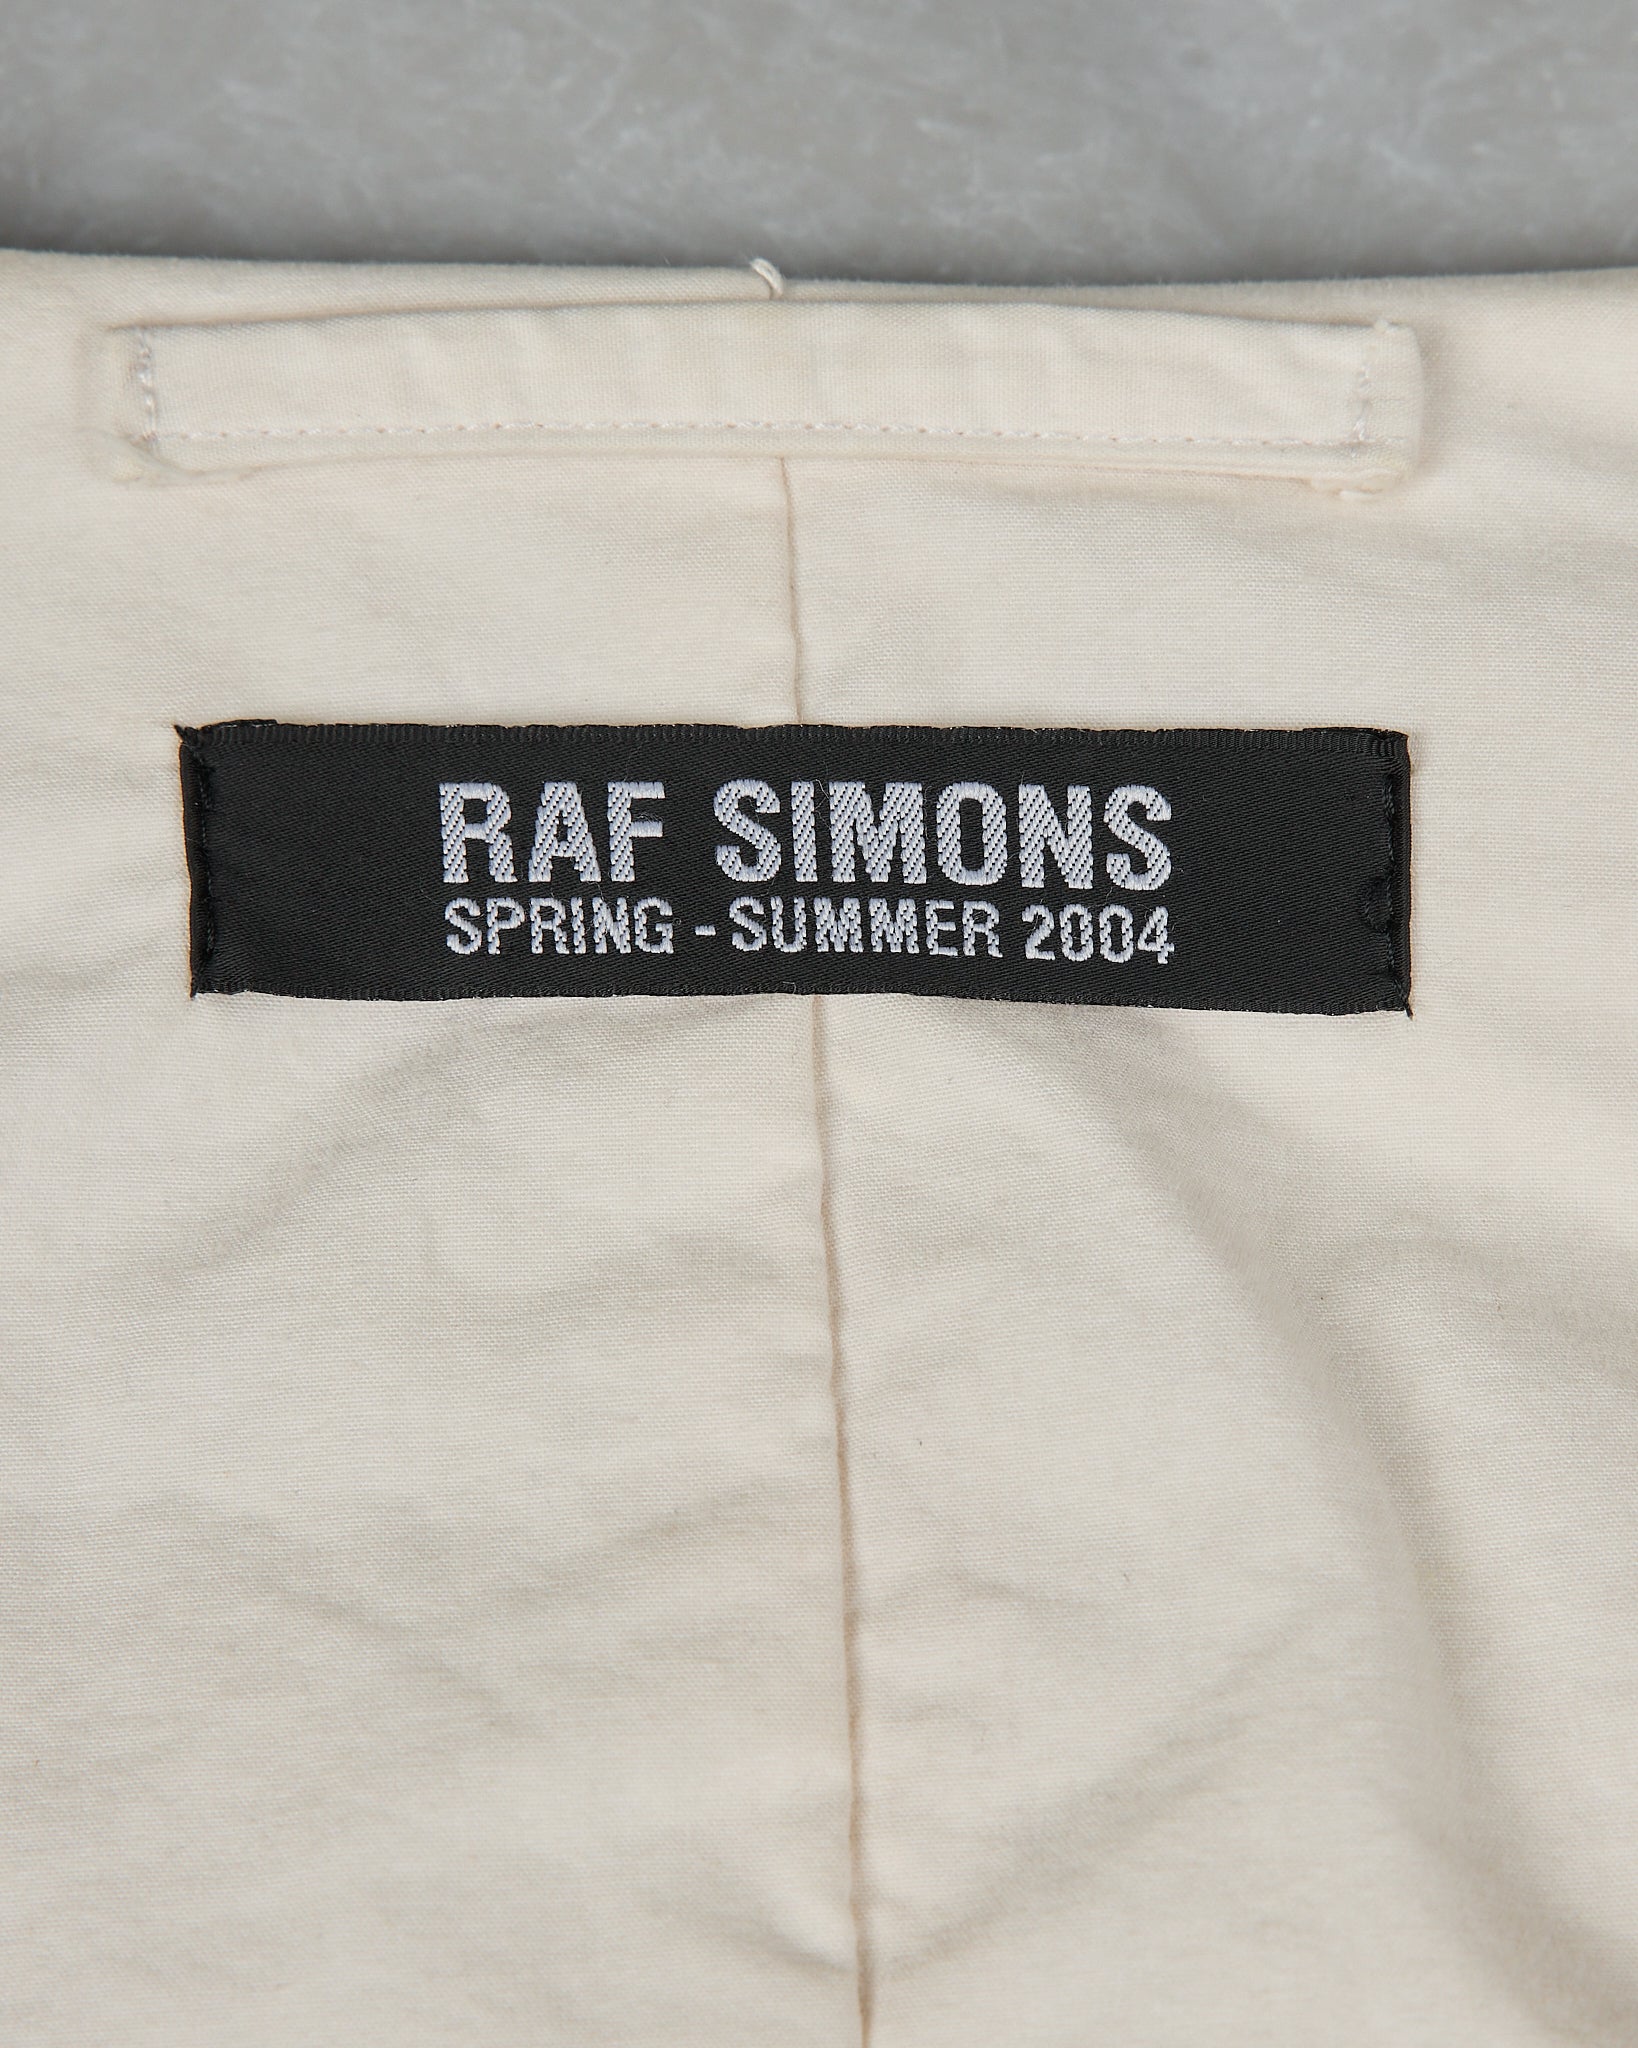 RAF SIMONS
SPRING - SUMMER 2004